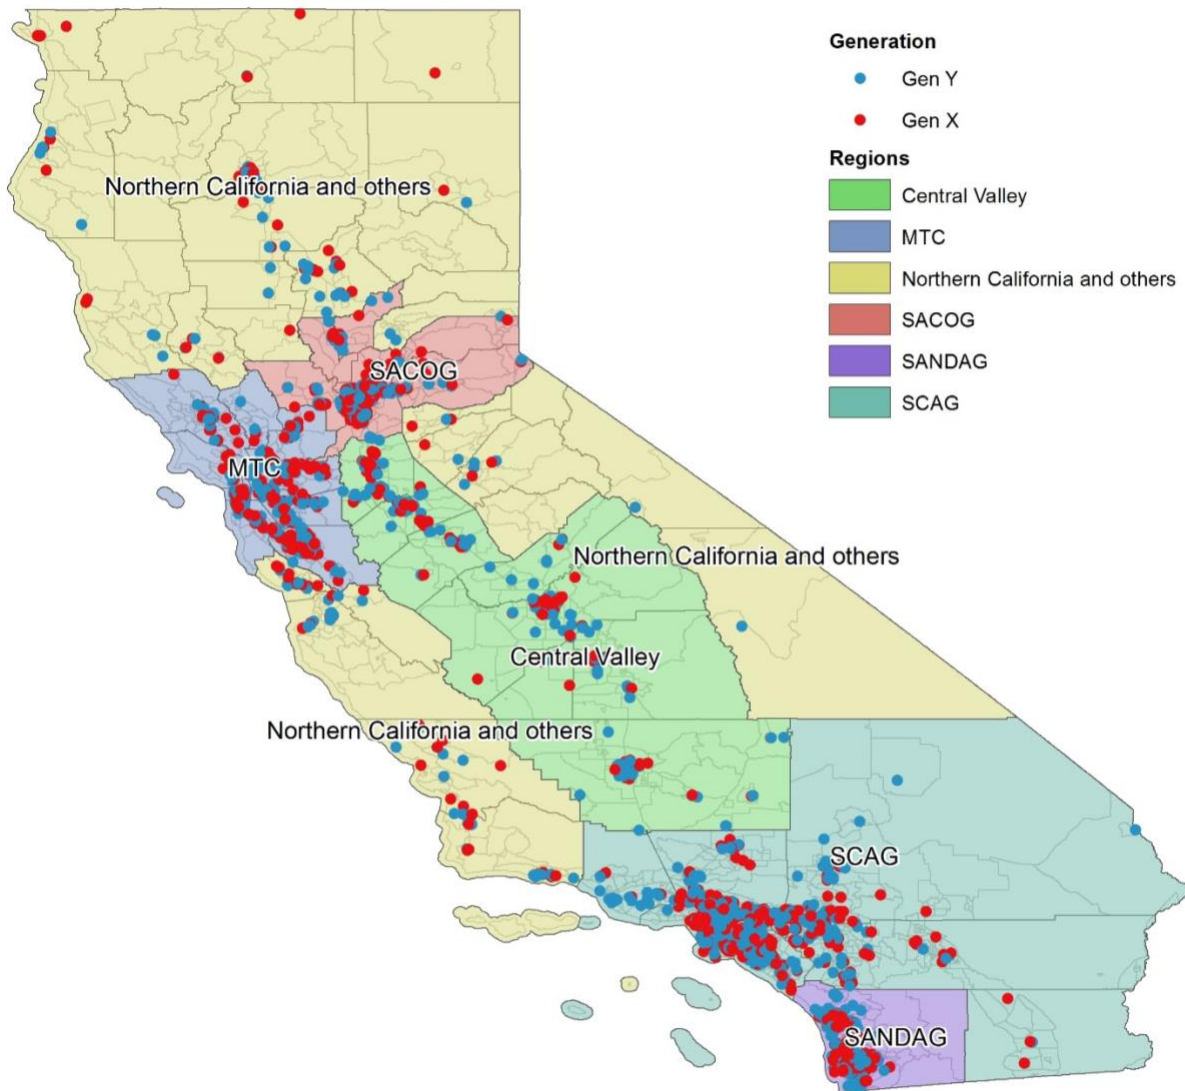 Generation
Gen Y
Gen X
Regions
Central Valley
MTC
Northern California and others
SACOG
SANDAG
SCAG
Northern California and others
SACOG
MTC
Northern California and others
Central Valley
Northern California and others
SCAG
SANDAG